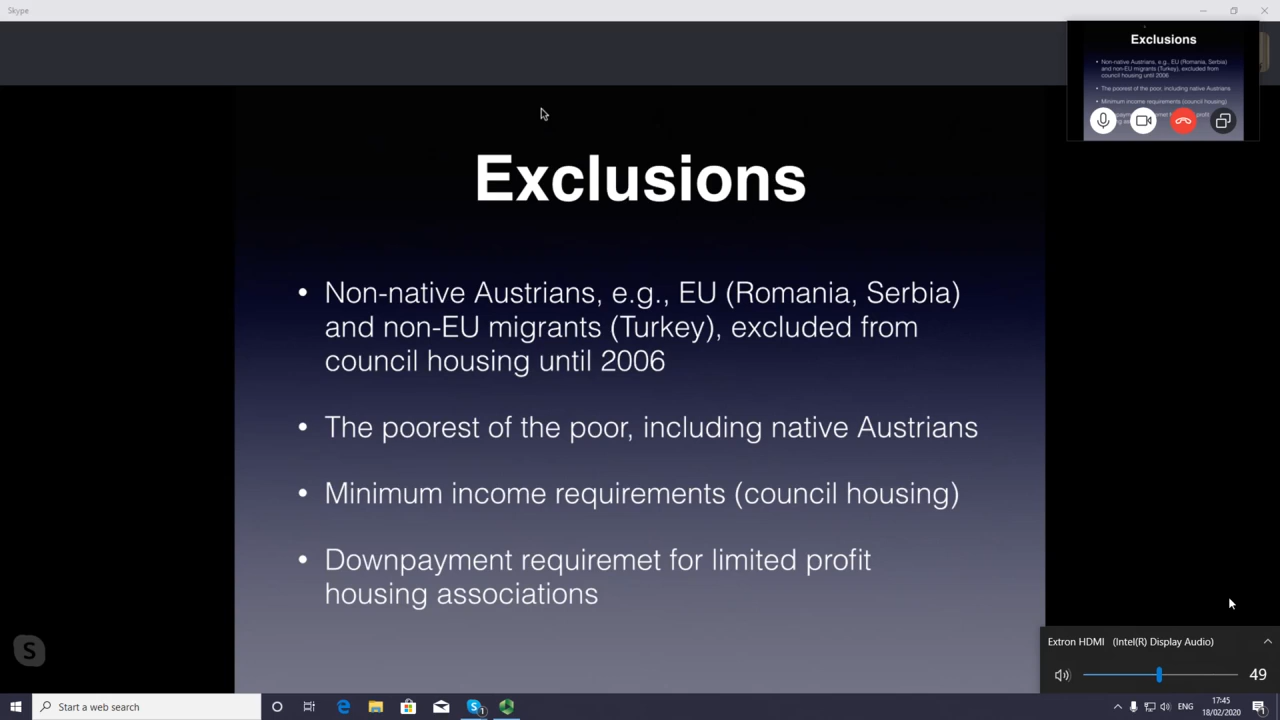 Skype
Exclusions
• Non-native Austrians, e.g., EU (Romania, Serbia)
and non-EU migrants (Turkey), excluded from
council housing until 2006
• The poorest of the poor, including native Austrians
• Minimum income requirements (council housing)
• Downpayment requiremet for limited profit
housing associations
Exclusions
• Non-native Austrians, e.g., EU (Romania, Serbia)
and non-EU migrants (Turkey), excluded from
council housing until 2006
• The poorest of the poor, including native Austrians
• Minimum income requirements (council housing)
S
Extron HDMI (Intel(R) Display Audio)
49
Start a web search
S
1
ENG
17:45
18/02/2020
1